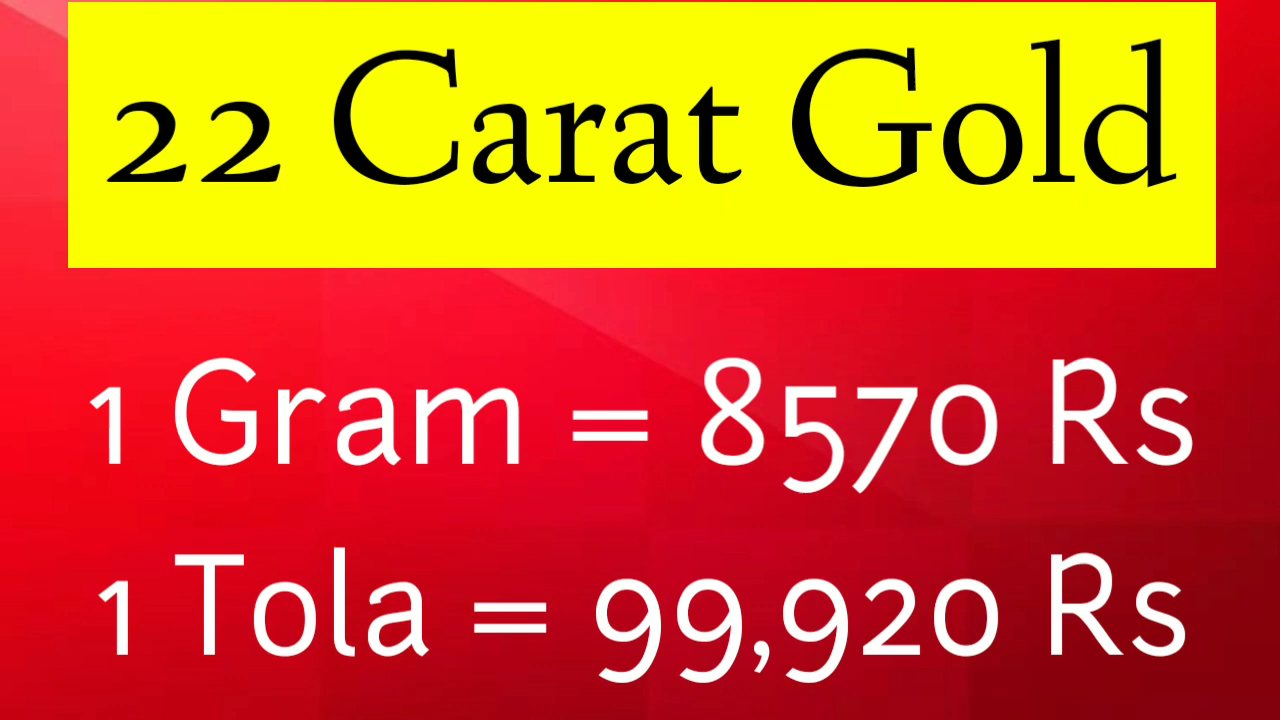 22 Carat Gold
1 Gram = 8570 Rs
1 Tola = 99,920 Rs